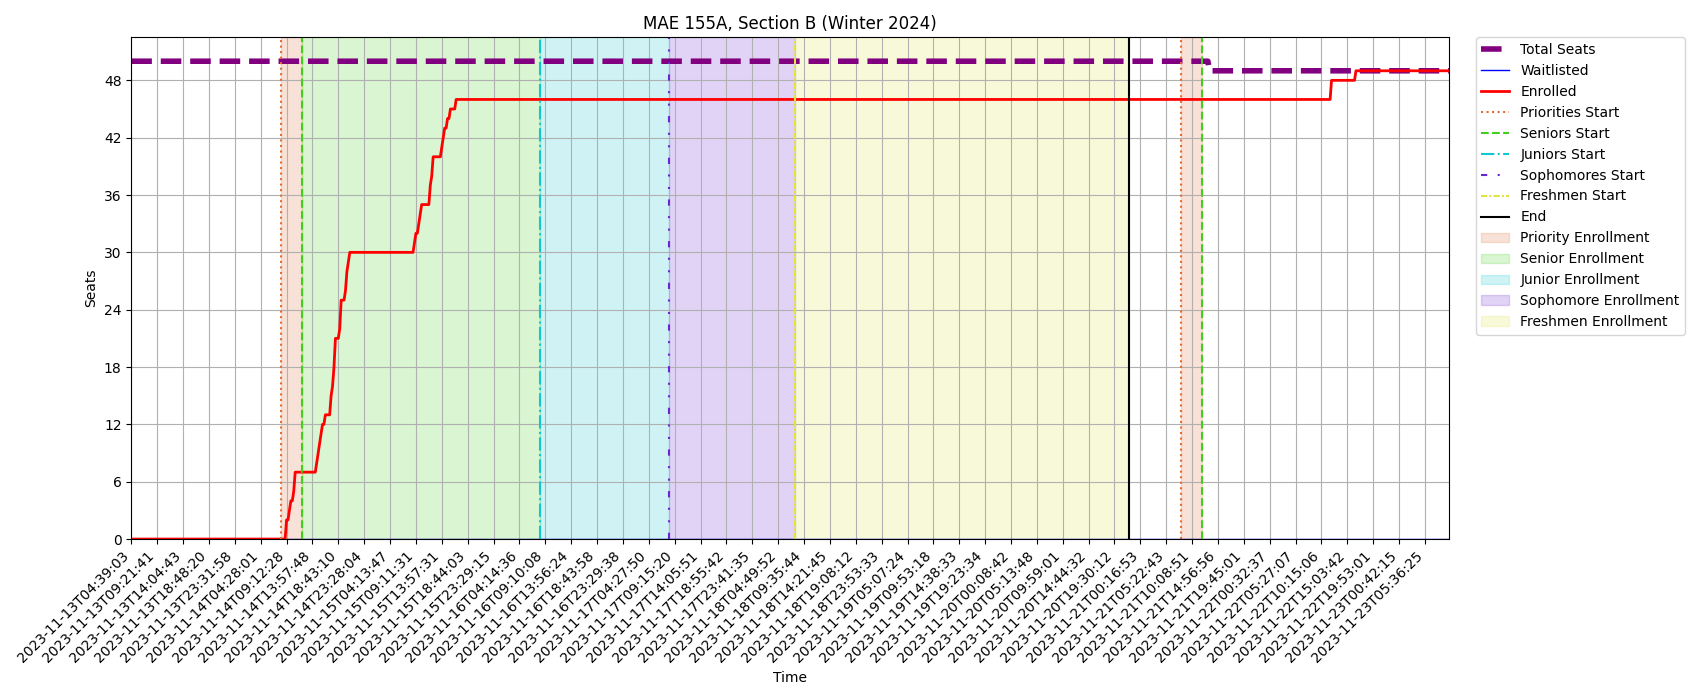 MAE 155A, Section B (Winter 2024)
Seats
48
42
36
30
24
18
12
6
0
2023-11-13T04:39:03
2023-11-13T09:21:41
2023-11-13T14:04:43
2023-11-13T18:48:20
2023-11-13T23:31:58
2023-11-14T04:28:01
2023-11-14T09:12:28
2023-11-14T13:57:48
2023-11-14T18:43:10
2023-11-14T23:28:04
2023-11-15T04:13:47
2023-11-15T09:11:31
2023-11-15T13:57:31
2023-11-15T18:44:03
2023-11-15T23:29:15
2023-11-16T04:14:36
2023-11-16T09:10:08
2023-11-16T13:56:24
2023-11-16T18:43:58
2023-11-16T23:29:38
2023-11-17T04:27:50
2023-11-17T09:15:20
2023-11-17T14:05:51
2023-11-17T18:55:42
2023-11-17T23:41:35
2023-11-18T04:49:52
2023-11-18T09:35:44
2023-11-18T14:21:45
2023-11-18T19:08:12
2023-11-18T23:53:33
2023-11-19T05:07:24
2023-11-19T09:53:18
2023-11-19T14:38:33
2023-11-19T19:23:34
2023-11-20T00:08:42
2023-11-20T05:13:48
2023-11-20T09:59:01
2023-11-20T14:44:32
2023-11-20T19:30:12
2023-11-21T00:16:53
2023-11-21T05:22:43
2023-11-21T10:08:51
2023-11-21T14:56:56
2023-11-21T19:45:01
2023-11-22T00:32:37
2023-11-22T05:27:07
2023-11-22T10:15:06
2023-11-22T15:03:42
2023-11-22T19:53:01
2023-11-23T00:42:15
2023-11-23T05:36:25
Time
Total Seats
Waitlisted
Enrolled
Priorities Start
Seniors Start
Juniors Start
Sophomores Start
Freshmen Start
End
Priority Enrollment
Senior Enrollment
Junior Enrollment
Sophomore Enrollment
Freshmen Enrollment